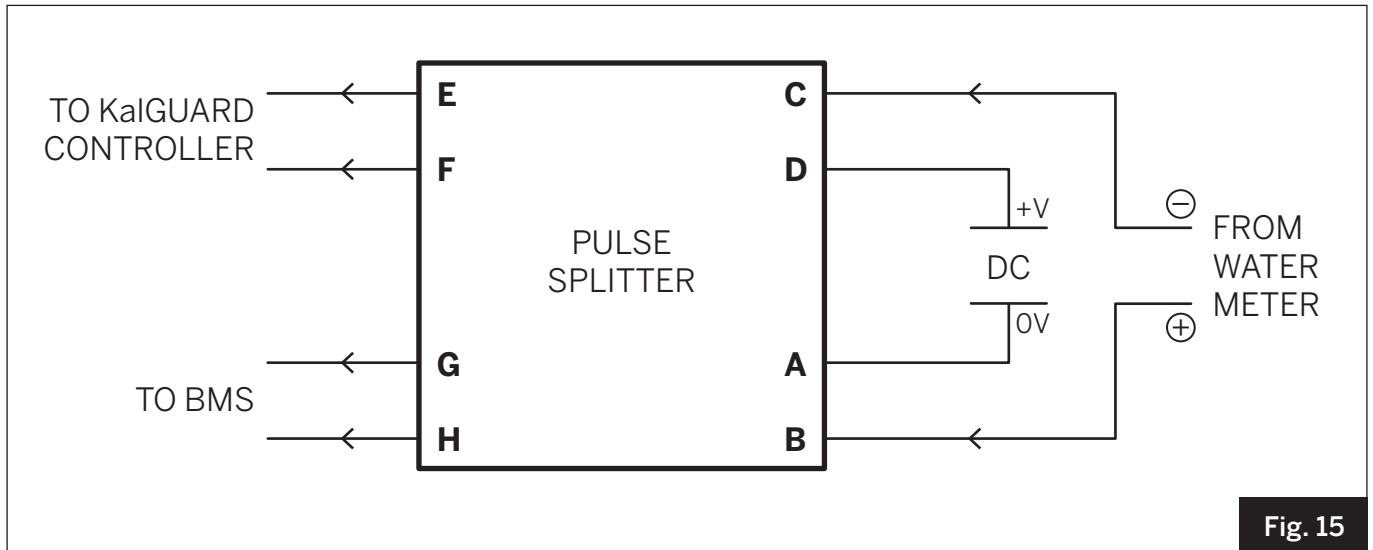 TO KalGUARD
CONTROLLER
E
F
TO BMS
G
H
PULSE
SPLITTER
C
D
A
B
+V
DC
0V
⊖
⊕
FROM
WATER
METER
Fig. 15